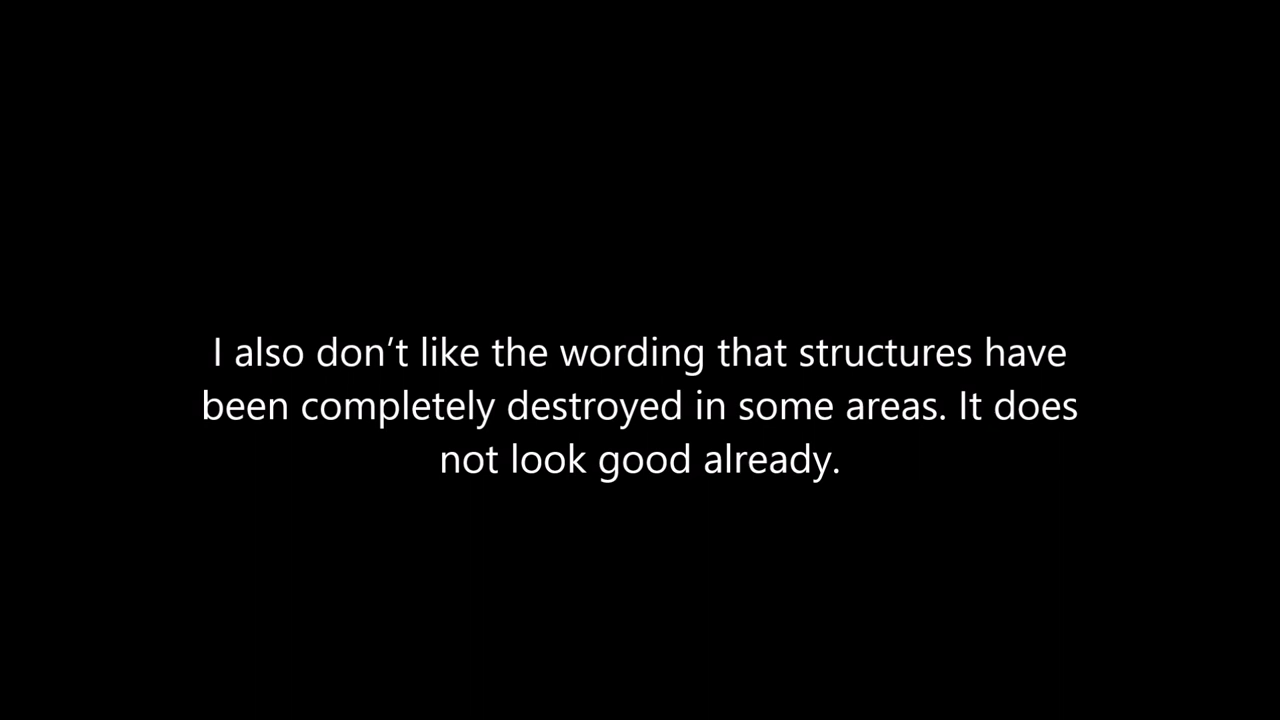 I also don’t like the wording that structures have
been completely destroyed in some areas. It does
not look good already.